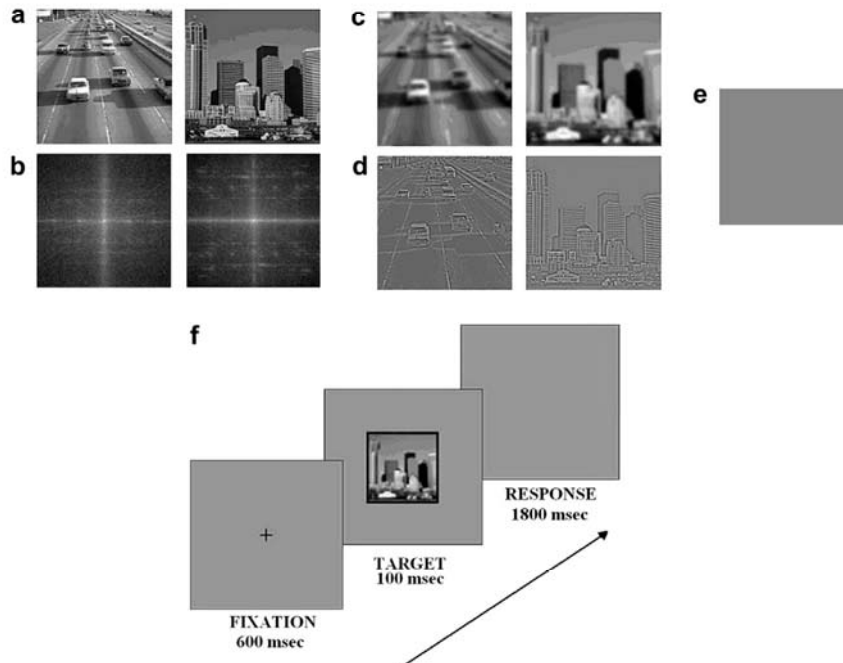 a
c
e
b
d
f
RESPONSE
1800 msec
TARGET
100 msec
FIXATION
600 msec